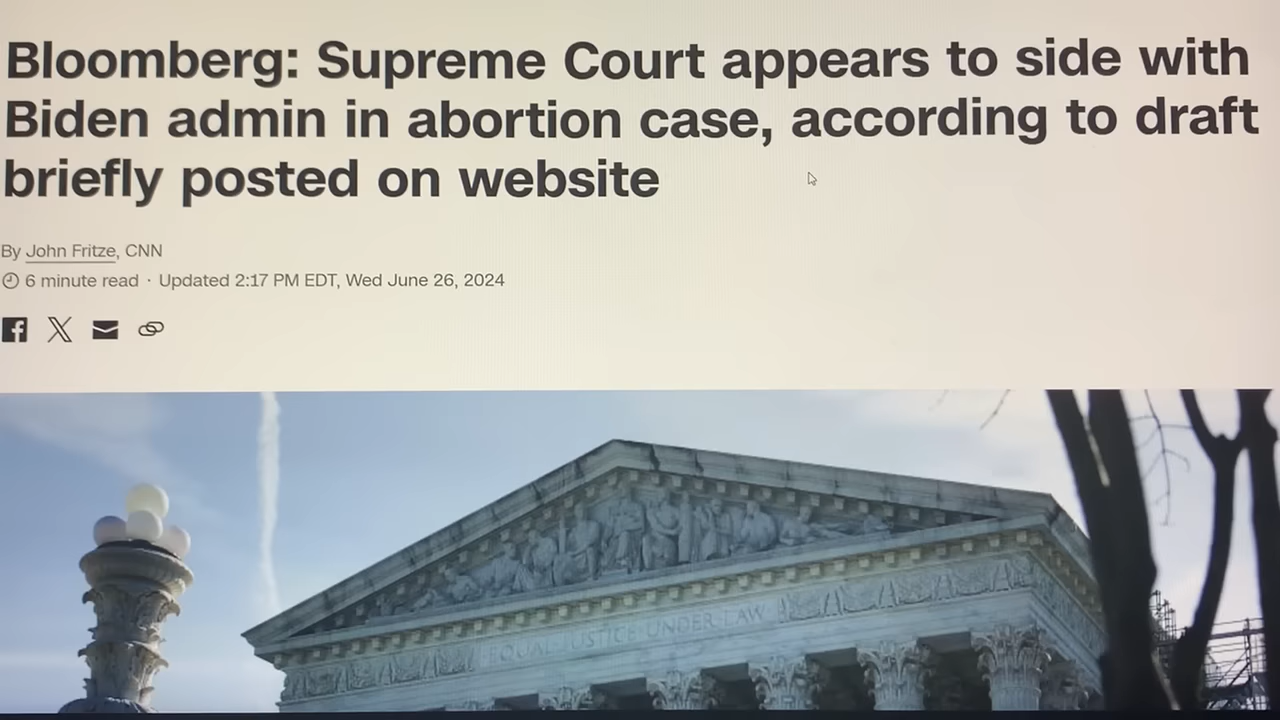 Bloomberg: Supreme Court appears to side with
Biden admin in abortion case, according to draft
briefly posted on website
By John Fritze, CNN
6 minute read · Updated 2:17 PM EDT, Wed June 26, 2024
EQUAL JUSTICE UNDER LAW